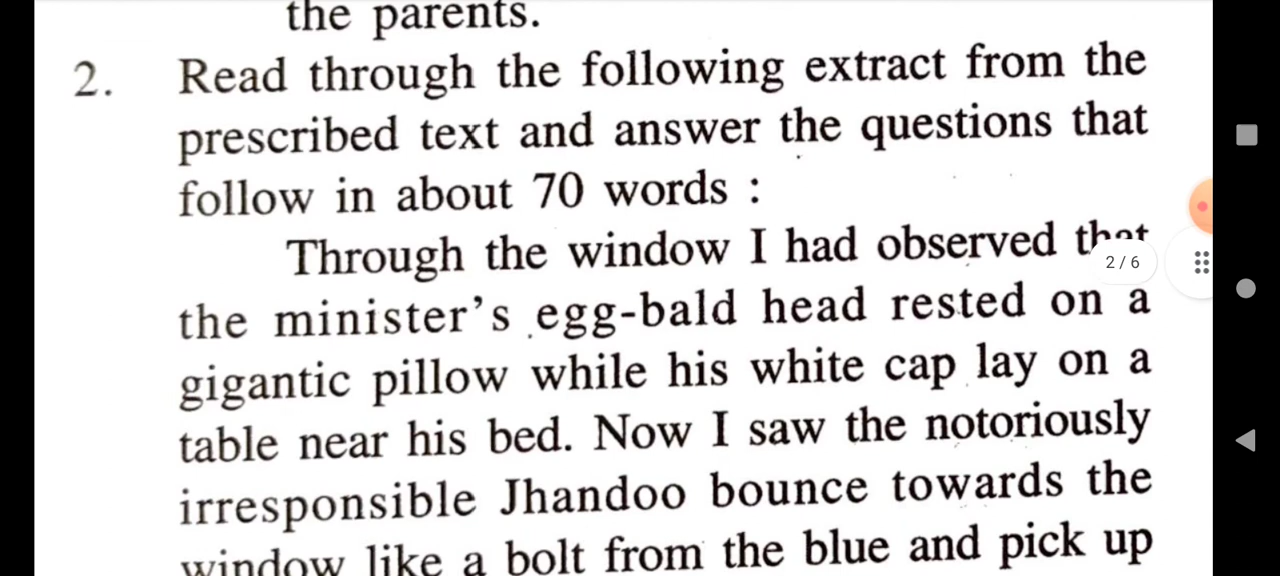 the parents.
2. Read through the following extract from the
prescribed text and answer the questions that
follow in about 70 words :
Through the window I had observed that
2 / 6
the minister's egg-bald head rested on a
gigantic pillow while his white cap lay on a
table near his bed. Now I saw the notoriously
irresponsible Jhandoo bounce towards the
window like a bolt from the blue and pick up